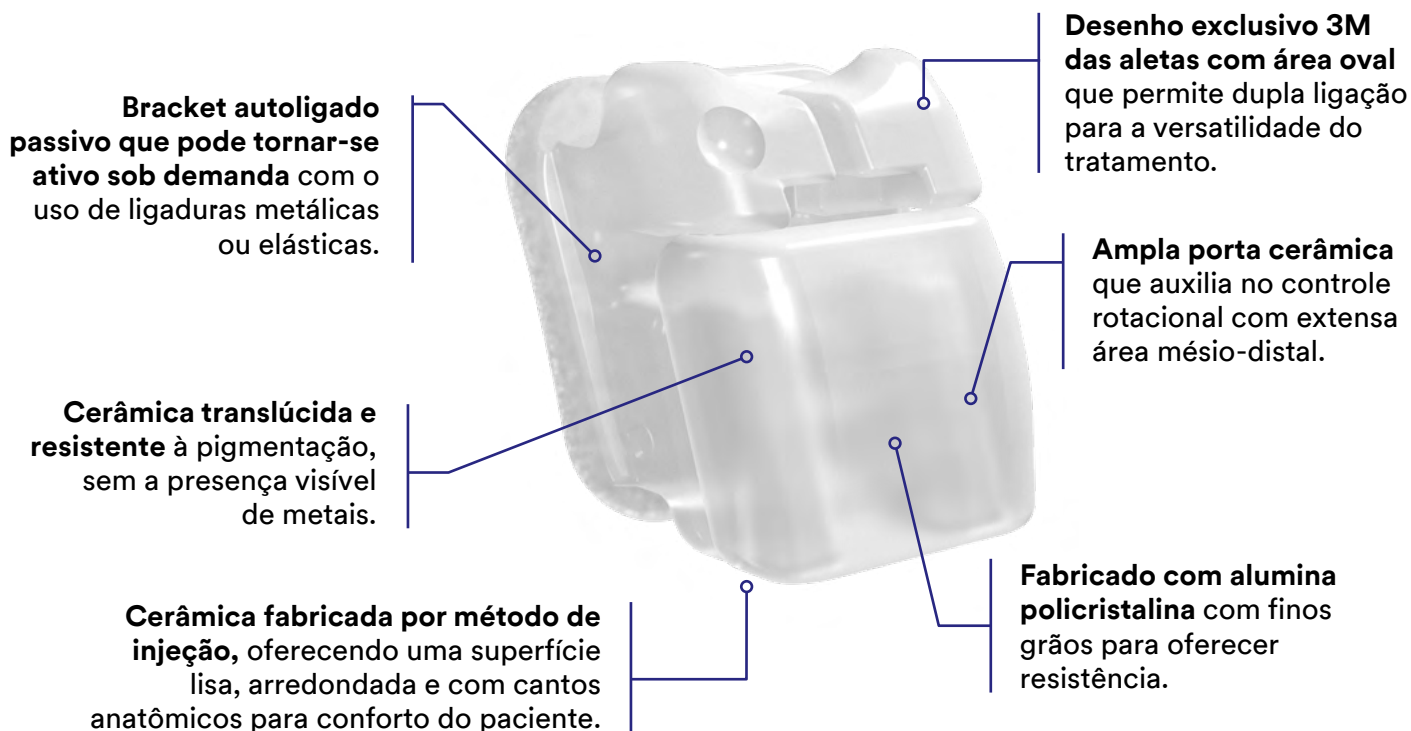 Bracket autoligado
passivo que pode tornar-se
ativo sob demanda com o
uso de ligaduras metálicas
ou elásticas.
Cerâmica translúcida e
resistente à pigmentação,
sem a presença visível
de metais.
Cerâmica fabricada por método de
injeção, oferecendo uma superfície
lisa, arredondada e com cantos
anatômicos para conforto do paciente.
Desenho exclusivo 3M
das aletas com área oval
que permite dupla ligação
para a versatilidade do
tratamento.
Ampla porta cerâmica
que auxilia no controle
rotacional com extensa
área mésio-distal.
Fabricado com alumina
policristalina com finos
grãos para oferecer
resistência.